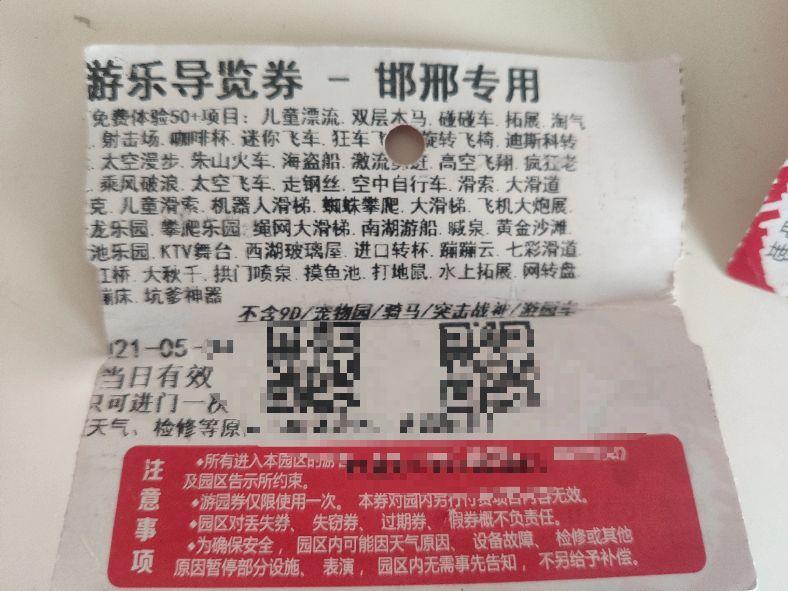 游乐导览券 - 邯邢专用
免费体验50+项目: 儿童漂流. 双层木马. 碰碰车. 拓展. 淘气
射击场. 咖啡杯. 迷你飞车. 狂车飞 旋转飞椅. 迪斯科转
太空漫步. 朱山火车. 海盗船. 激流 高空飞翔. 疯狂老
乘风破浪. 太空飞车. 走钢丝. 空中自行车. 滑索. 大滑道
克. 儿童滑索. 机器人滑梯. 蜘蛛攀爬. 大滑梯. 飞机大炮展.
龙乐园. 攀爬乐园. 绳网大滑梯. 南湖游船. 喊泉. 黄金沙滩.
池乐园. KTV舞台. 西湖玻璃屋. 进口转杯. 蹦蹦云. 七彩滑道.
虹桥. 大秋千. 拱门喷泉. 摸鱼池. 打地鼠. 水上拓展. 网转盘
床. 坑爹神器
不含9D/宠物园/骑马/突击战神/游园车
021-05-
当日有效
只可进门一次
天气、检修等原
注意事项
◆所有进入本园区的游
及园区告示所约束。
◆游园券仅限使用一次。 本券对园内另行付费项目内容无效。
◆园区对丢失券、 失窃券、 过期券、 假券概不负责任。
◆为确保安全， 园区内可能因天气原因、 设备故障、 检修或其他
原因暂停部分设施、 表演， 园区内无需事先告知， 不另给予补偿。